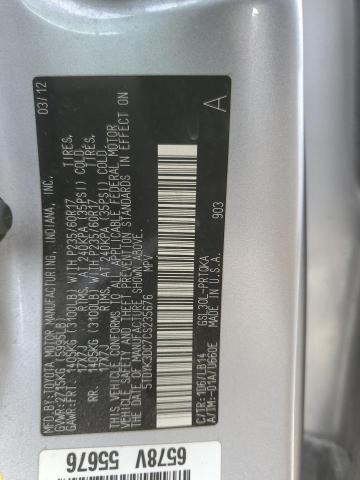 MFD. BY: TOYOTA MOTOR MANUFACTURING, INDIANA, INC. 03/12
GVWR: 2715KG (5995LB)
GAWR: FRT. 1405KG (3100LB) WITH P235/60R17 TIRES,
17X7J RIMS, AT 240KPA (35PSI) COLD.
RR. 1405KG (3100LB) WITH P235/60R17 TIRES,
17X7J RIMS, AT 240KPA (35PSI) COLD.
THIS VEHICLE CONFORMS TO ALL APPLICABLE FEDERAL MOTOR
VEHICLE SAFETY STANDARDS IN EFFECT ON
THE DATE OF MANUFACTURE SHOWN ABOVE.
5TDYK3DC7CS235676 MPV
A
903
C/TR: 1D6/LB14 GSL30L-PRTQKA
A/TM:-01A/U660E MADE IN U.S.A.
6578V
55676